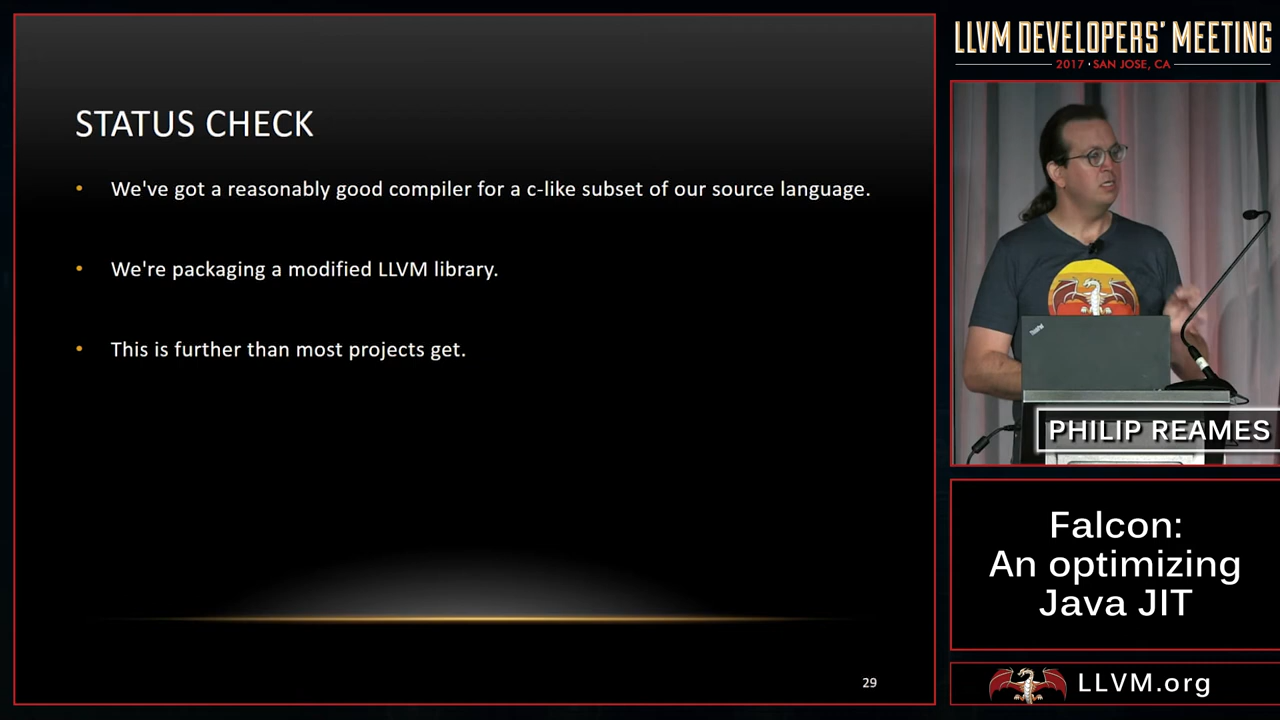 STATUS CHECK
• We've got a reasonably good compiler for a c-like subset of our source language.
• We're packaging a modified LLVM library.
• This is further than most projects get.
29
LLVM DEVELOPERS' MEETING
2017 • SAN JOSE, CA
ThinkPad
PHILIP REAMES
Falcon:
An optimizing
Java JIT
LLVM.org